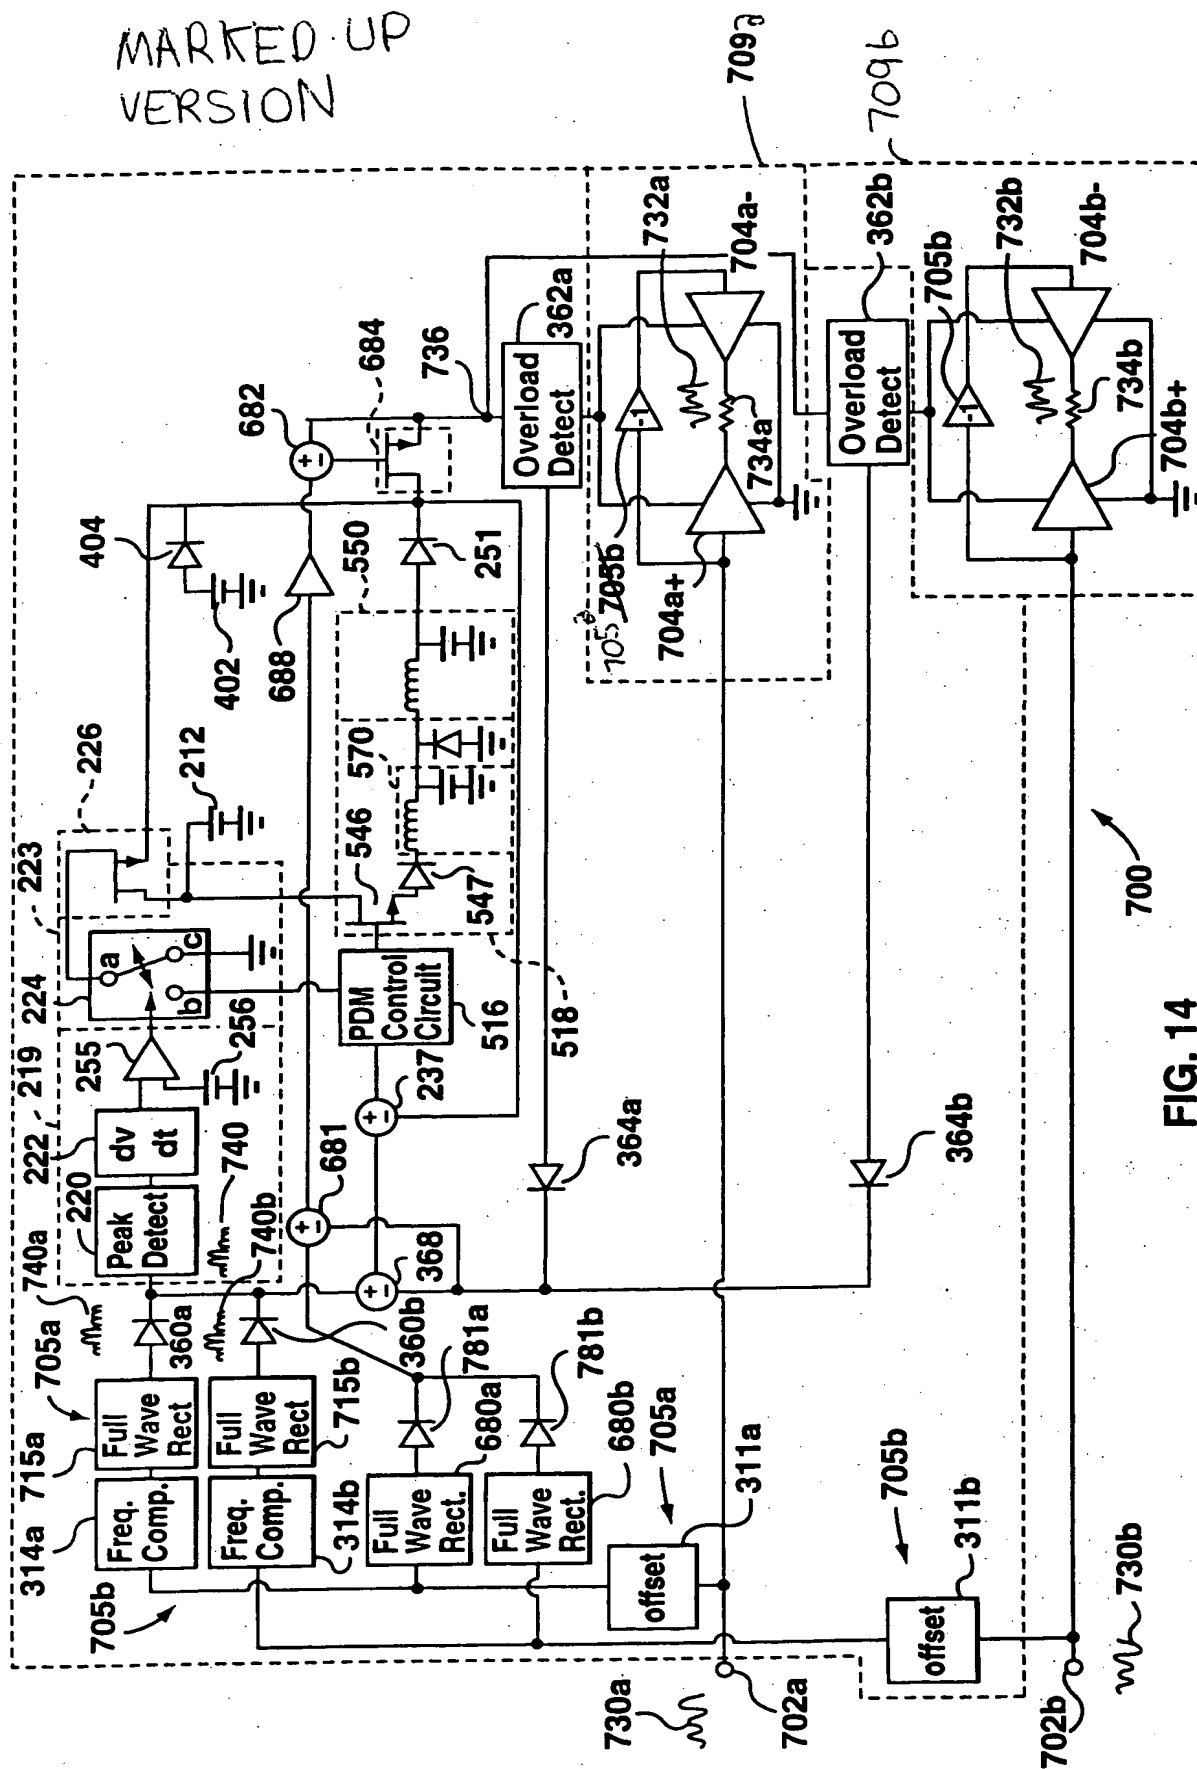 MARKED-UP
VERSION
740a
705a
220
222
219
224
223
226
740
740b
255
256
212
404
402
314a
715a
360a
Freq.
Comp.
Full
Wave
Rect
Peak
Detect
dv
dt
a
b
c
705b
Freq.
Comp.
Full
Wave
Rect
314b
715b
360b
681
+
-
688
682
+
-
684
Full
Wave
Rect.
680a
781a
368
+
-
237
+
-
PDM
Control
Circuit
516
546
547
570
550
251
736
Full
Wave
Rect.
680b
781b
518
Overload
Detect
362a
705a
offset
311a
364a
705a
705b
-1
732a
709a
730a
702a
704a+
734a
704a-
709b
364b
Overload
Detect
362b
705b
offset
311b
-1
705b
732b
702b
730b
704b+
734b
704b-
700
FIG. 14